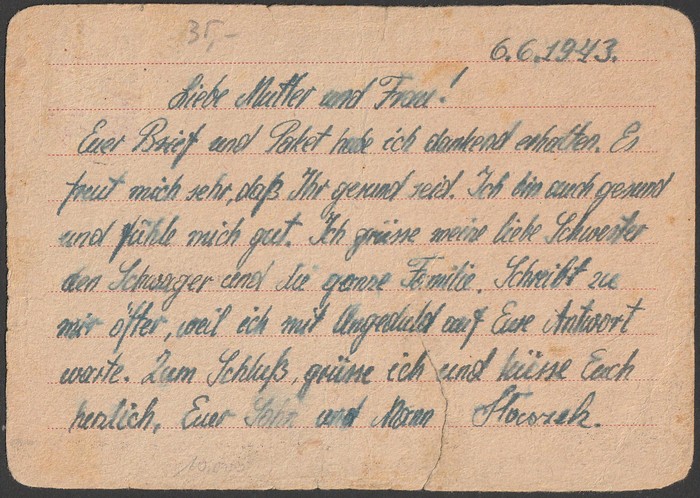 35,-
6.6.1943.
Liebe Mutter und Frau!
Euer Brief und Paket habe ich dankend erhalten. Es
freut mich sehr, daß Ihr gesund seid. Ich bin auch gesund
und fühle mich gut. Ich grüsse meine liebe Schwester
den Schwager und die ganze Familie. Schreibt zu
mir öfter, weil ich mit Ungeduld auf Eure Antwort
warte. Zum Schluß, grüsse ich und küsse Euch
herzlich, Euer Sohn und Mann